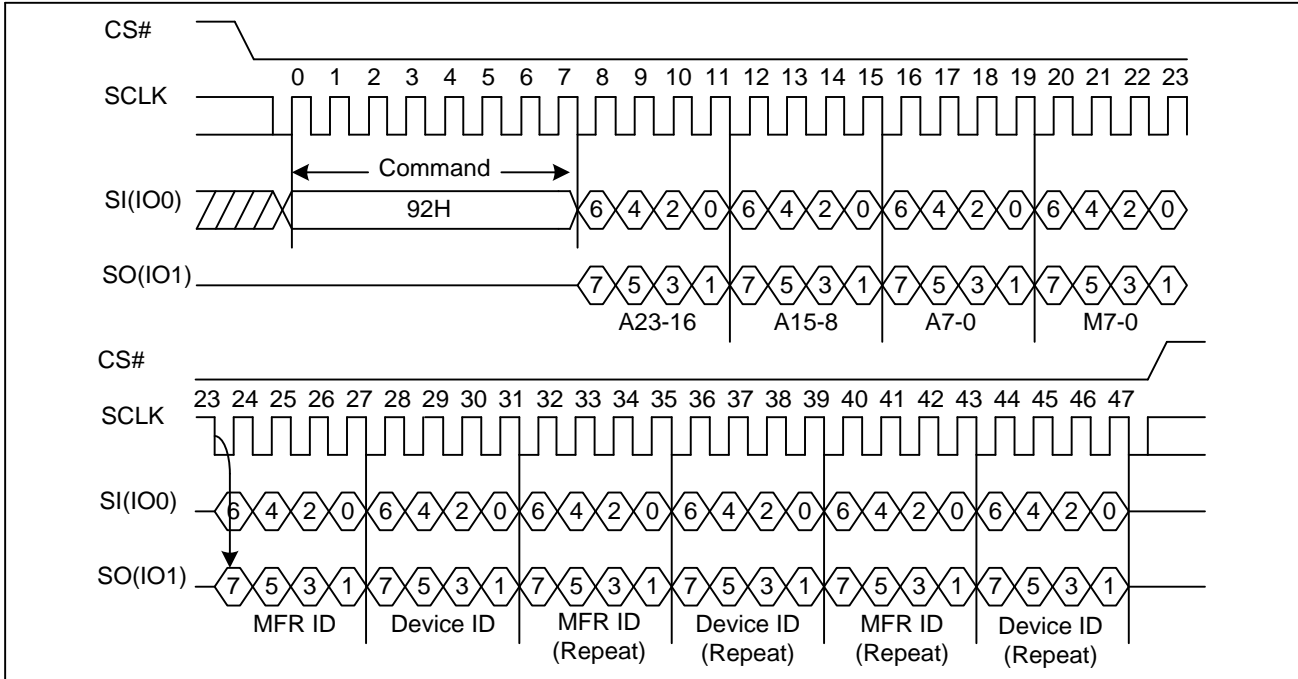 CS#
0 1 2 3 4 5 6 7 8 9 10 11 12 13 14 15 16 17 18 19 20 21 22 23
SCLK
Command
SI(IO0)
92H
6 4 2 0 6 4 2 0 6 4 2 0 6 4 2 0
SO(IO1)
7 5 3 1 7 5 3 1 7 5 3 1 7 5 3 1
A23-16 A15-8 A7-0 M7-0
CS#
23 24 25 26 27 28 29 30 31 32 33 34 35 36 37 38 39 40 41 42 43 44 45 46 47
SCLK
SI(IO0)
6 4 2 0 6 4 2 0 6 4 2 0 6 4 2 0 6 4 2 0 6 4 2 0
SO(IO1)
7 5 3 1 7 5 3 1 7 5 3 1 7 5 3 1 7 5 3 1 7 5 3 1
MFR ID Device ID MFR ID Device ID MFR ID Device ID
(Repeat) (Repeat) (Repeat) (Repeat)